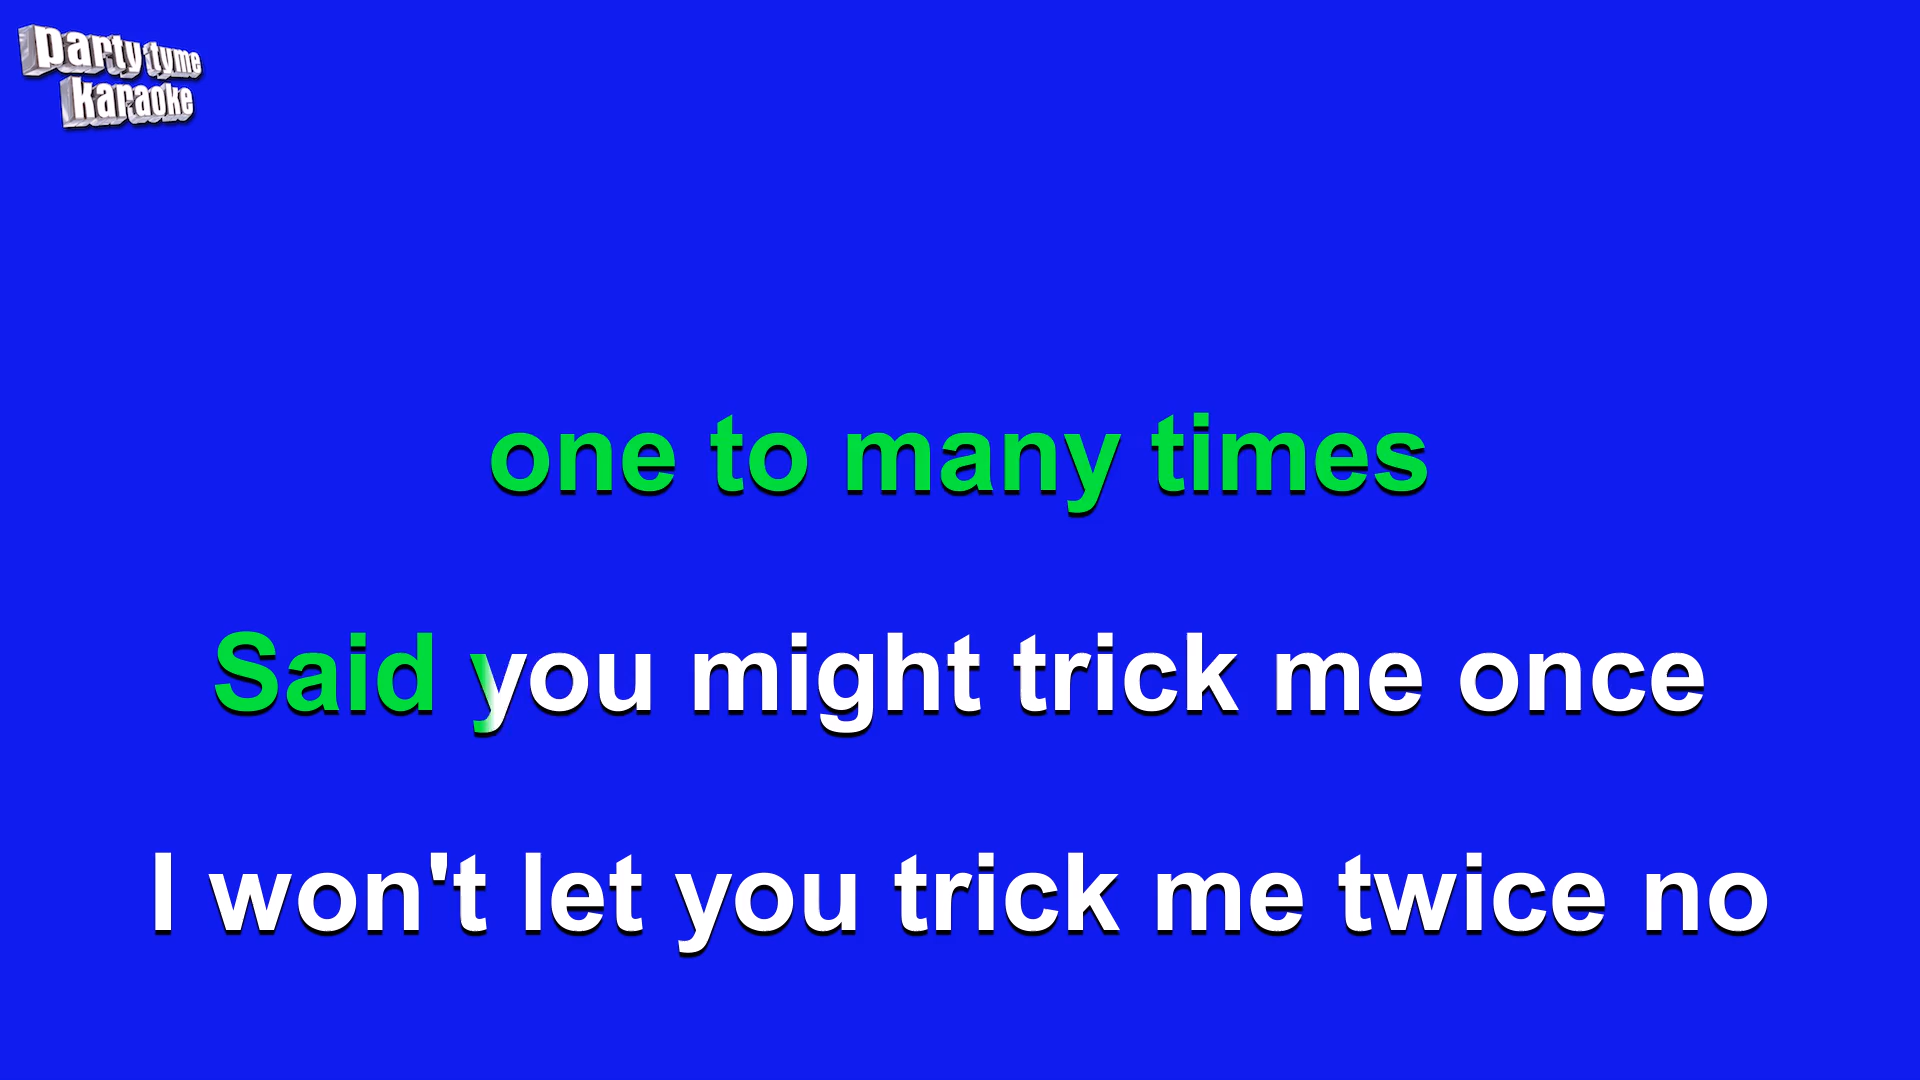 party tyme
karaoke
one to many times
Said you might trick me once
I won't let you trick me twice no